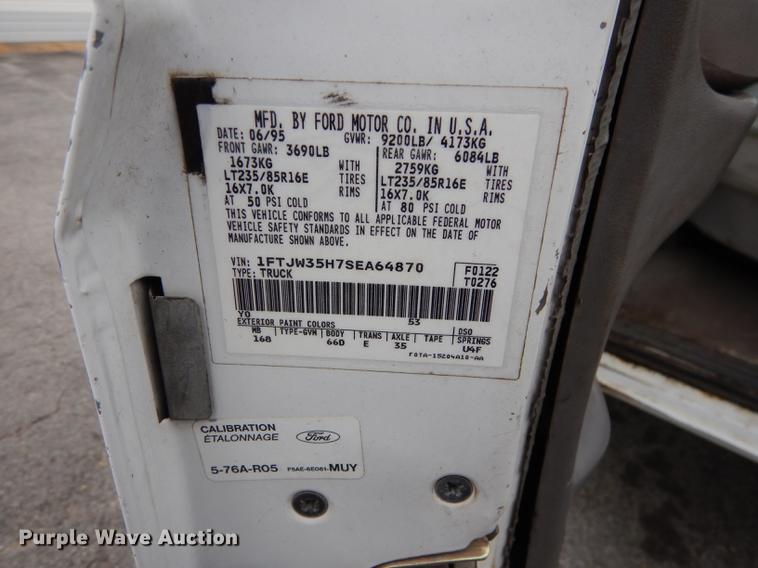 MFD. BY FORD MOTOR CO. IN U.S.A.
DATE: 06/95 GVWR: 9200LB/ 4173KG
FRONT GAWR: 3690LB REAR GAWR: 6084LB
1673KG WITH 2759KG WITH
LT235/85R16E TIRES LT235/85R16E TIRES
16X7.0K RIMS 16X7.0K RIMS
AT 50 PSI COLD AT 80 PSI COLD
THIS VEHICLE CONFORMS TO ALL APPLICABLE FEDERAL MOTOR
VEHICLE SAFETY STANDARDS IN EFFECT ON THE DATE OF
MANUFACTURE SHOWN ABOVE.
VIN: 1FTJW35H7SEA64870 F0122
TYPE: TRUCK T0276
YO 53
EXTERIOR PAINT COLORS DSO
WB TYPE-GVW BODY TRANS AXLE TAPE SPRINGS
168 66D E 35 U4F
F0TA-15204A10-AA
CALIBRATION
ÉTALONNAGE Ford
5-76A-R05 F5AE-6E061-MUY
Purple Wave Auction